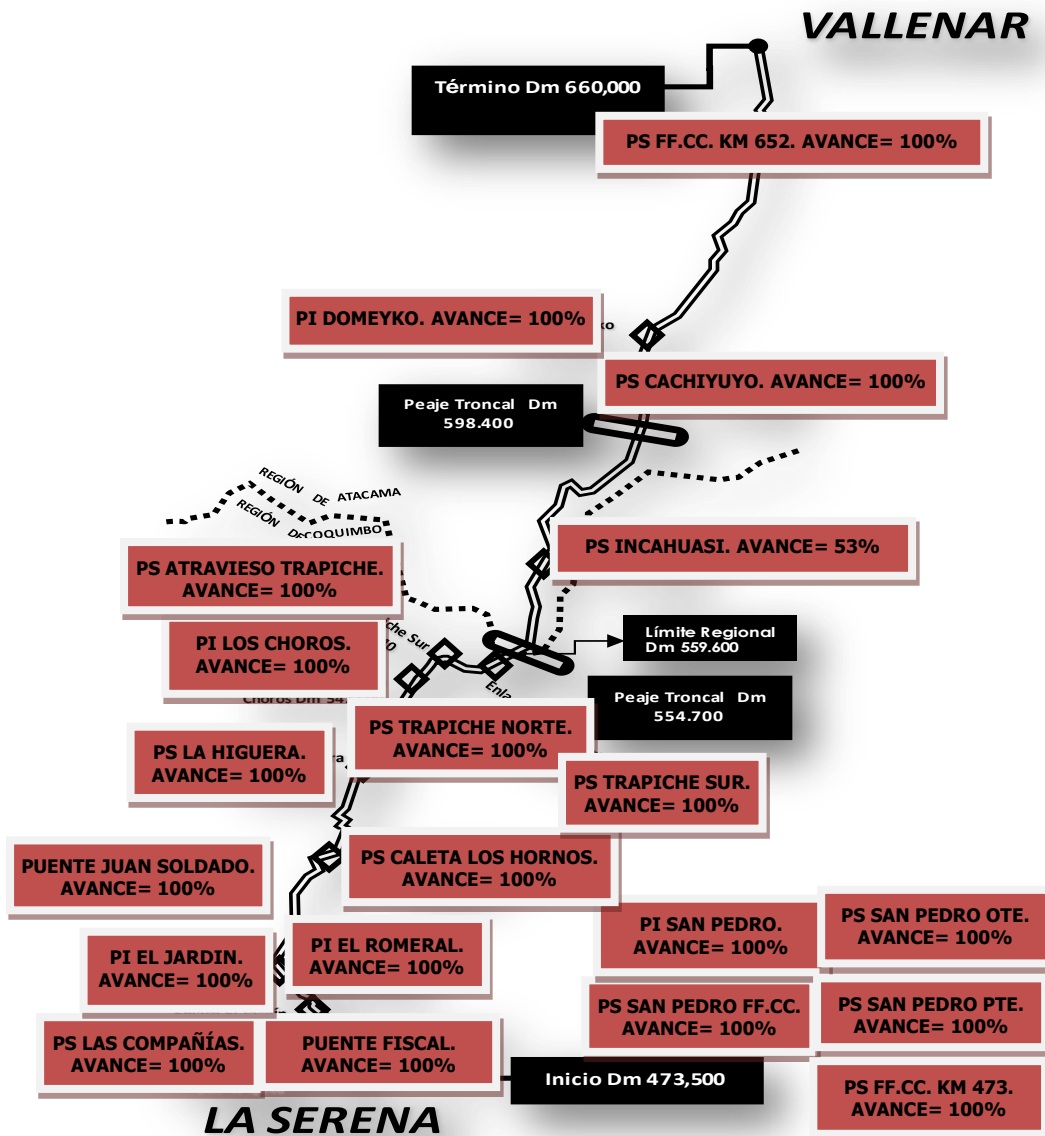 VALLENAR
Término Dm 660,000
PS FF.CC. KM 652. AVANCE= 100%
PI DOMEYKO. AVANCE= 100%
PS CACHIYUYO. AVANCE= 100%
Peaje Troncal Dm
598.400
REGIÓN DE ATACAMA
REGIÓN DE COQUIMBO
PS INCAHUASI. AVANCE= 53%
PS ATRAVIESO TRAPICHE.
AVANCE= 100%
Límite Regional
Dm 559.600
PI LOS CHOROS.
AVANCE= 100%
Sur
Choros Dm
Peaje Troncal Dm
554.700
PS TRAPICHE NORTE.
AVANCE= 100%
PS LA HIGUERA.
AVANCE= 100%
PS TRAPICHE SUR.
AVANCE= 100%
PS CALETA LOS HORNOS.
AVANCE= 100%
PUENTE JUAN SOLDADO.
AVANCE= 100%
PI SAN PEDRO.
AVANCE= 100%
PS SAN PEDRO OTE.
AVANCE= 100%
PI EL ROMERAL.
AVANCE= 100%
PI EL JARDIN.
AVANCE= 100%
PS SAN PEDRO FF.CC.
AVANCE= 100%
PS SAN PEDRO PTE.
AVANCE= 100%
PS LAS COMPAÑÍAS.
AVANCE= 100%
PUENTE FISCAL.
AVANCE= 100%
Inicio Dm 473,500
PS FF.CC. KM 473.
AVANCE= 100%
LA SERENA